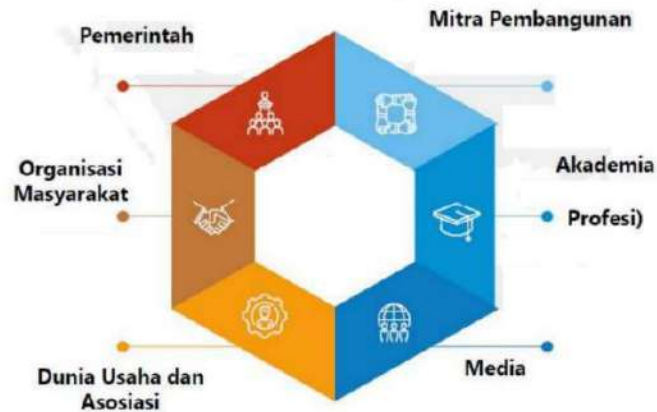 Pemerintah
Mitra Pembangunan
Organisasi
Masyarakat
Akademia
Profesi)
Dunia Usaha dan
Asosiasi
Media